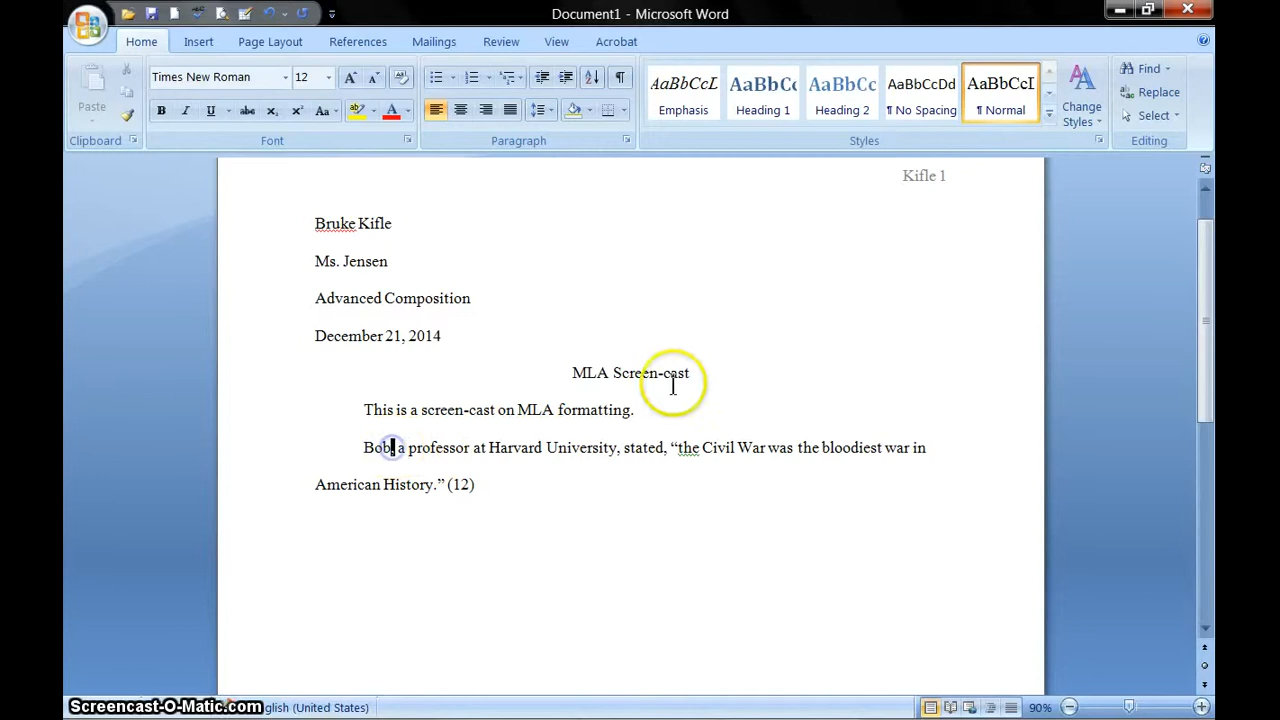 Document1 - Microsoft Word
Home Insert Page Layout References Mailings Review View Acrobat
Times New Roman 12
Paste
B I U abc X₂ X² Aa A
AaBbCcL AaBbCc AaBbCc AaBbCcDd AaBbCcI
Emphasis Heading 1 Heading 2 ¶ No Spacing ¶ Normal
Change Styles
Find
Replace
Select
Clipboard Font Paragraph Styles Editing
Kifle 1
Bruke Kifle
Ms. Jensen
Advanced Composition
December 21, 2014
MLA Screen-cast
This is a screen-cast on MLA formatting.
Bob, a professor at Harvard University, stated, “the Civil War was the bloodiest war in
American History.” (12)
Screencast-O-Matic.com glish (United States) 90%